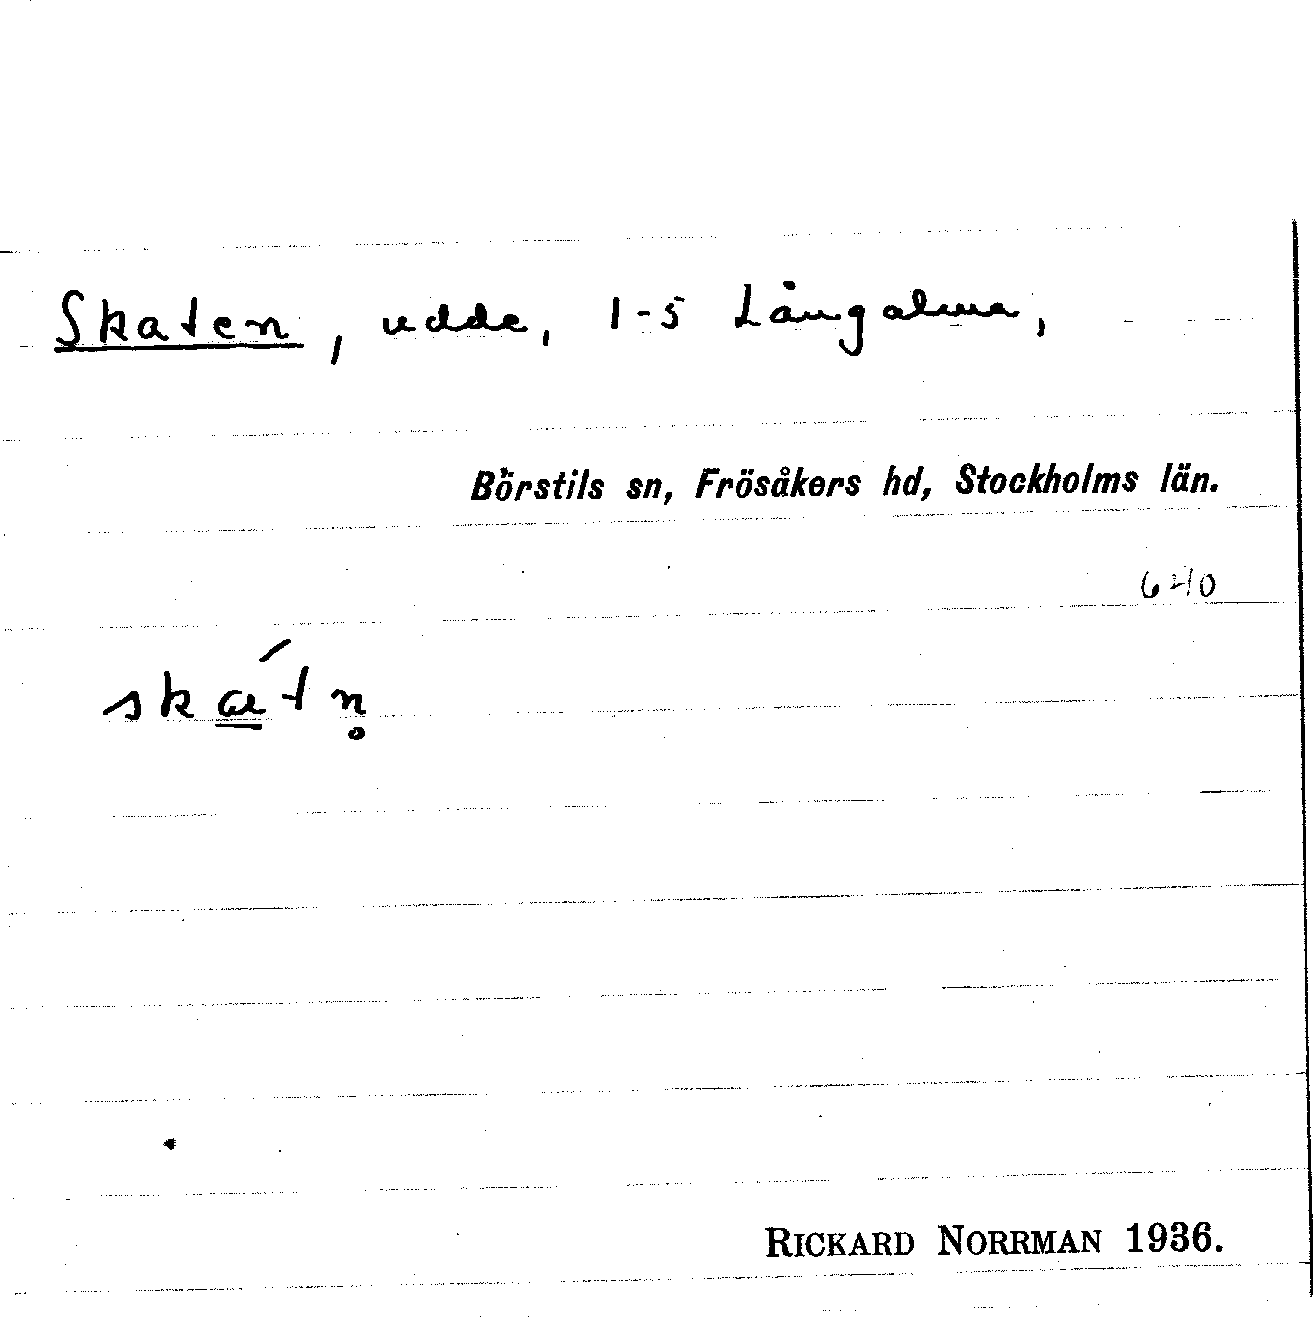 Skaten, udde, 1-5 Långalma,
Börstils sn, Frösåkers hd, Stockholms län.
640
skatn̥
RICKARD NORRMAN 1936.